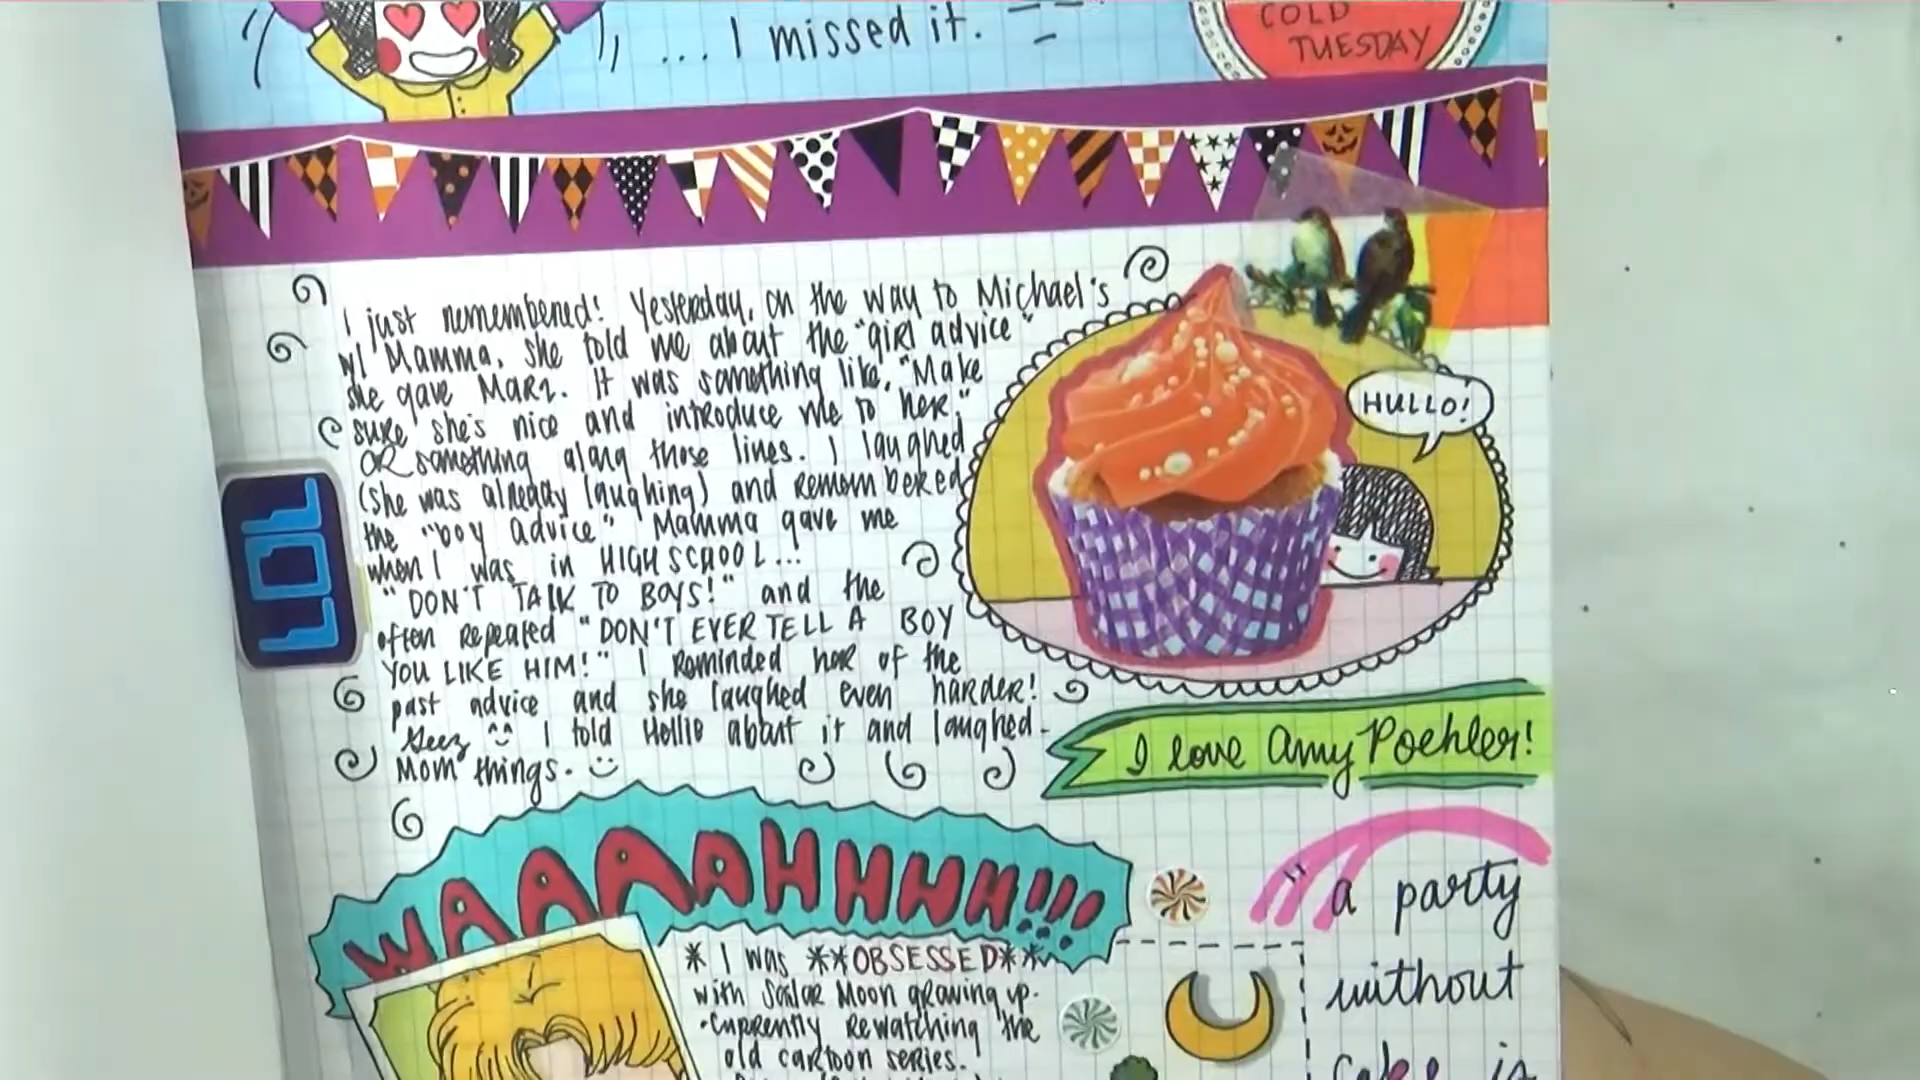 ... I missed it.
COLD
TUESDAY
I just remembered! Yesterday, on the way to Michael's
w/ Mamma, she told me about the "girl advice"
she gave Marz. It was something like, "Make
sure she's nice and introduce me to her."
OR something along those lines. I laughed
(she was already laughing) and remembered
the "boy advice" Mamma gave me
when I was in HIGH SCHOOL...
"DON'T TALK TO BOYS!" and the
often repeated "DON'T EVER TELL A BOY
YOU LIKE HIM!" I reminded her of the
past advice and she laughed even harder!
Geez I told Hollie about it and laughed.
Mom things.
LOL
HULLO!
I love Amy Poehler!
WAAAAHHHH!!!
* I was **OBSESSED**
with Sailor Moon growing up.
·Currently rewatching the
old cartoon series.
a party
without
cake is